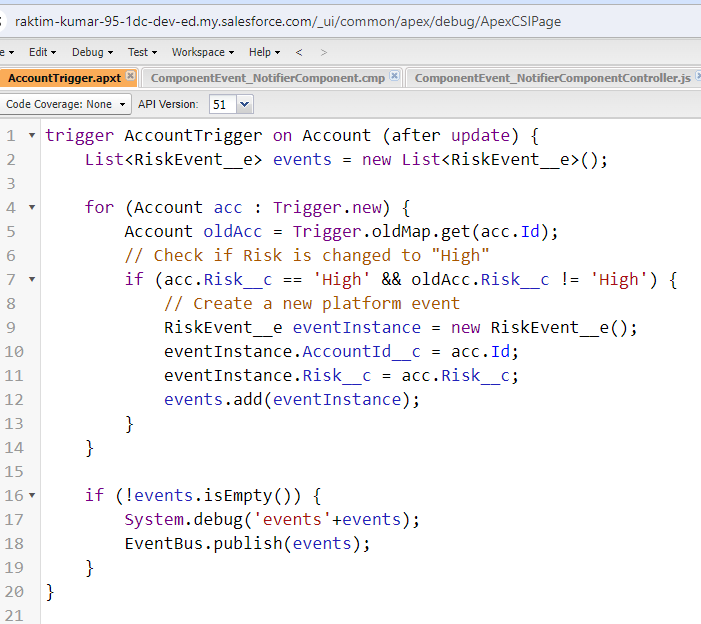 raktim-kumar-95-1dc-dev-ed.my.salesforce.com/_ui/common/apex/debug/ApexCSIPage
Edit Debug Test Workspace Help < >
AccountTrigger.apxt ComponentEvent_NotifierComponent.cmp ComponentEvent_NotifierComponentController.js
Code Coverage: None API Version: 51
1 trigger AccountTrigger on Account (after update) {
2 List<RiskEvent__e> events = new List<RiskEvent__e>();
3
4 for (Account acc : Trigger.new) {
5 Account oldAcc = Trigger.oldMap.get(acc.Id);
6 // Check if Risk is changed to "High"
7 if (acc.Risk__c == 'High' && oldAcc.Risk__c != 'High') {
8 // Create a new platform event
9 RiskEvent__e eventInstance = new RiskEvent__e();
10 eventInstance.AccountId__c = acc.Id;
11 eventInstance.Risk__c = acc.Risk__c;
12 events.add(eventInstance);
13 }
14 }
15
16 if (!events.isEmpty()) {
17 System.debug('events'+events);
18 EventBus.publish(events);
19 }
20 }
21